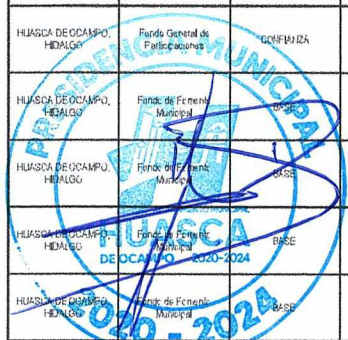 HUASCA DE OCAMPO, HIDALGO Fondo General de Participaciones CONFIANZA
HUASCA DE OCAMPO, HIDALGO Fondo de Fomento Municipal BASE
HUASCA DE OCAMPO, HIDALGO Fondo de Fomento Municipal BASE
HUASCA DE OCAMPO, HIDALGO Fondo de Fomento Municipal BASE
HUASCA DE OCAMPO, HIDALGO Fondo de Fomento Municipal BASE
PRESIDENCIA MUNICIPAL
HUASCA
DE OCAMPO 2020-2024
2020 - 2024